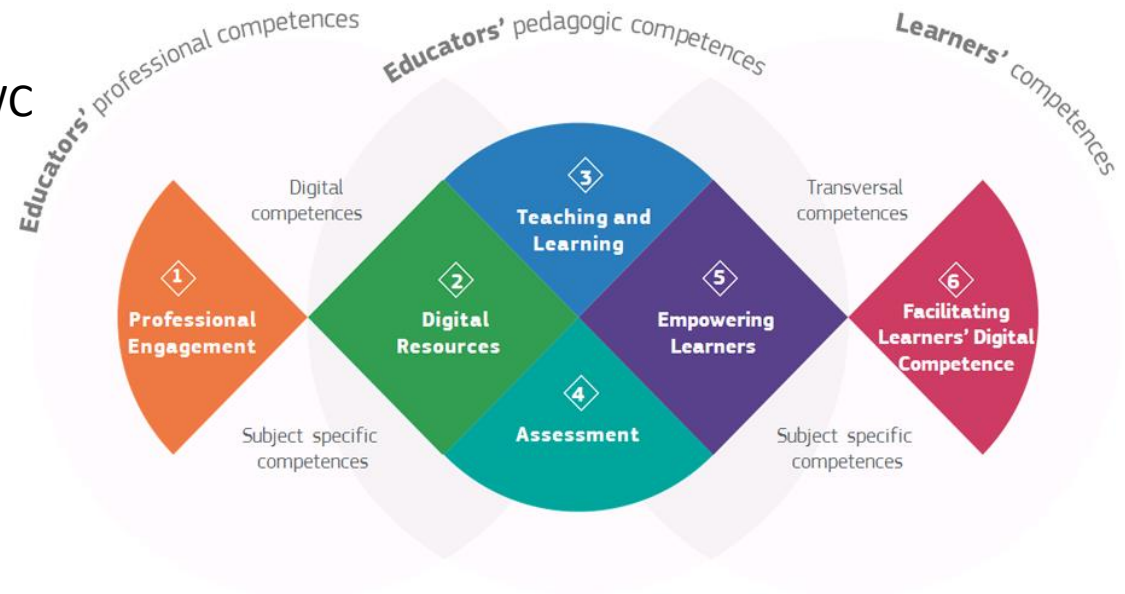 Educators' professional competences
Educators' pedagogic competences
Learners' competences
VC
Digital
competences
Transversal
competences
1
Professional
Engagement
2
Digital
Resources
3
Teaching and
Learning
4
Assessment
5
Empowering
Learners
6
Facilitating
Learners' Digital
Competence
Subject specific
competences
Subject specific
competences